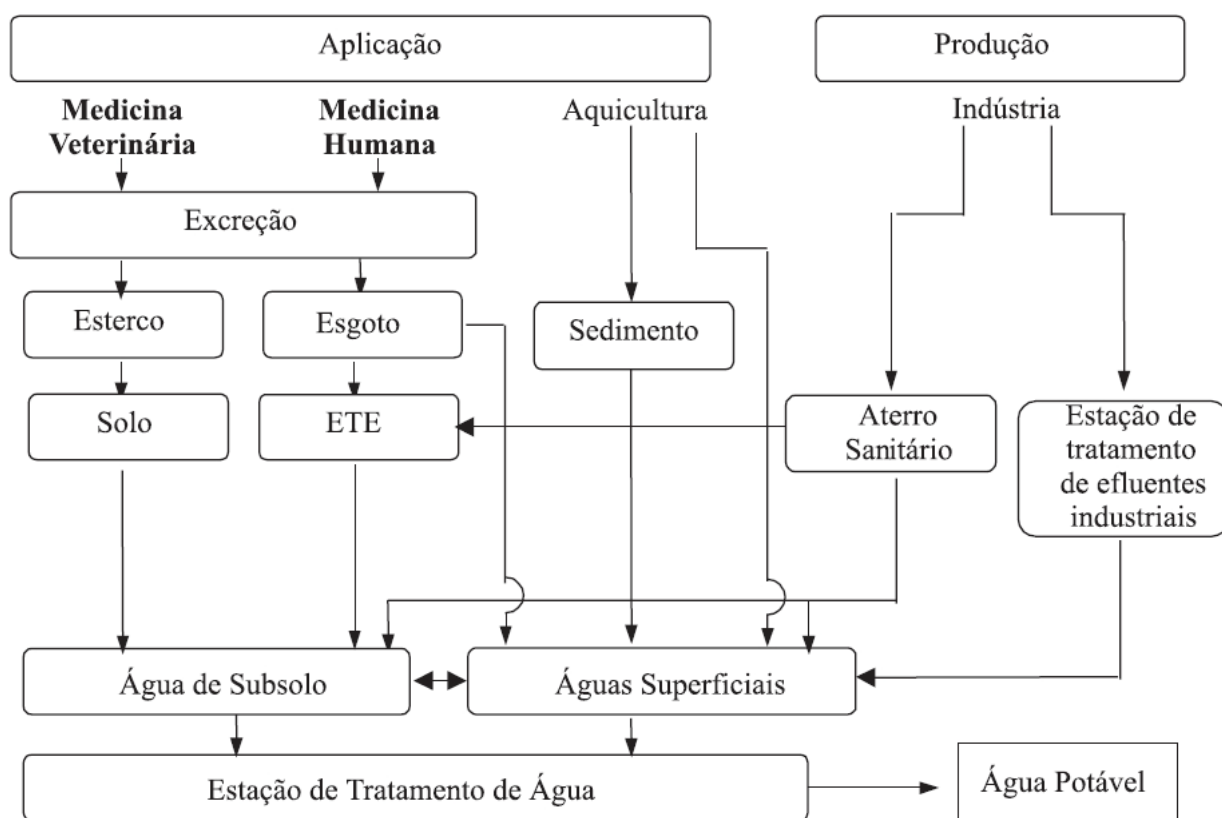 Aplicação
Produção
Medicina
Veterinária
Medicina
Humana
Aquicultura
Indústria
Excreção
Esterco
Esgoto
Sedimento
Solo
ETE
Aterro
Sanitário
Estação de
tratamento
de efluentes
industriais
Água de Subsolo
Águas Superficiais
Estação de Tratamento de Água
Água Potável